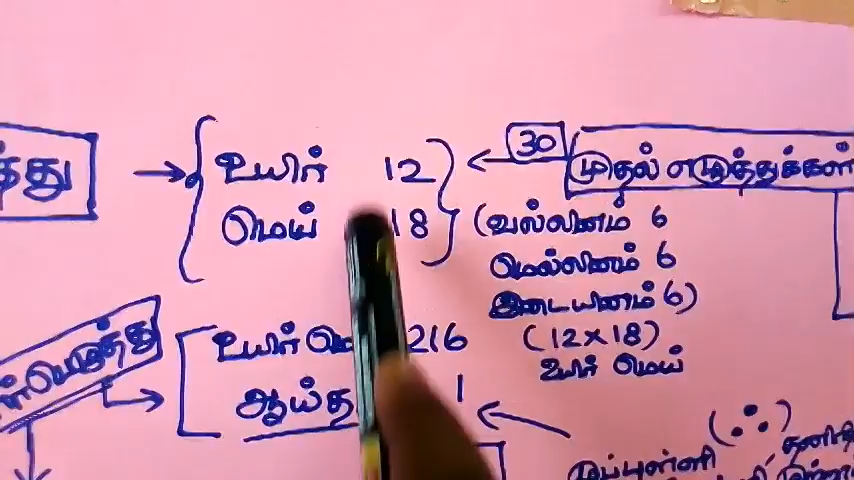 உயிர் 12
மெய் 18
30
முதல் எழுத்துக்கள்
(வல்லினம் 6
மெல்லினம் 6
இடையினம் 6)
உயிர் 216
(12×18)
உயிர் மெய்
1
முப்புள்ளி